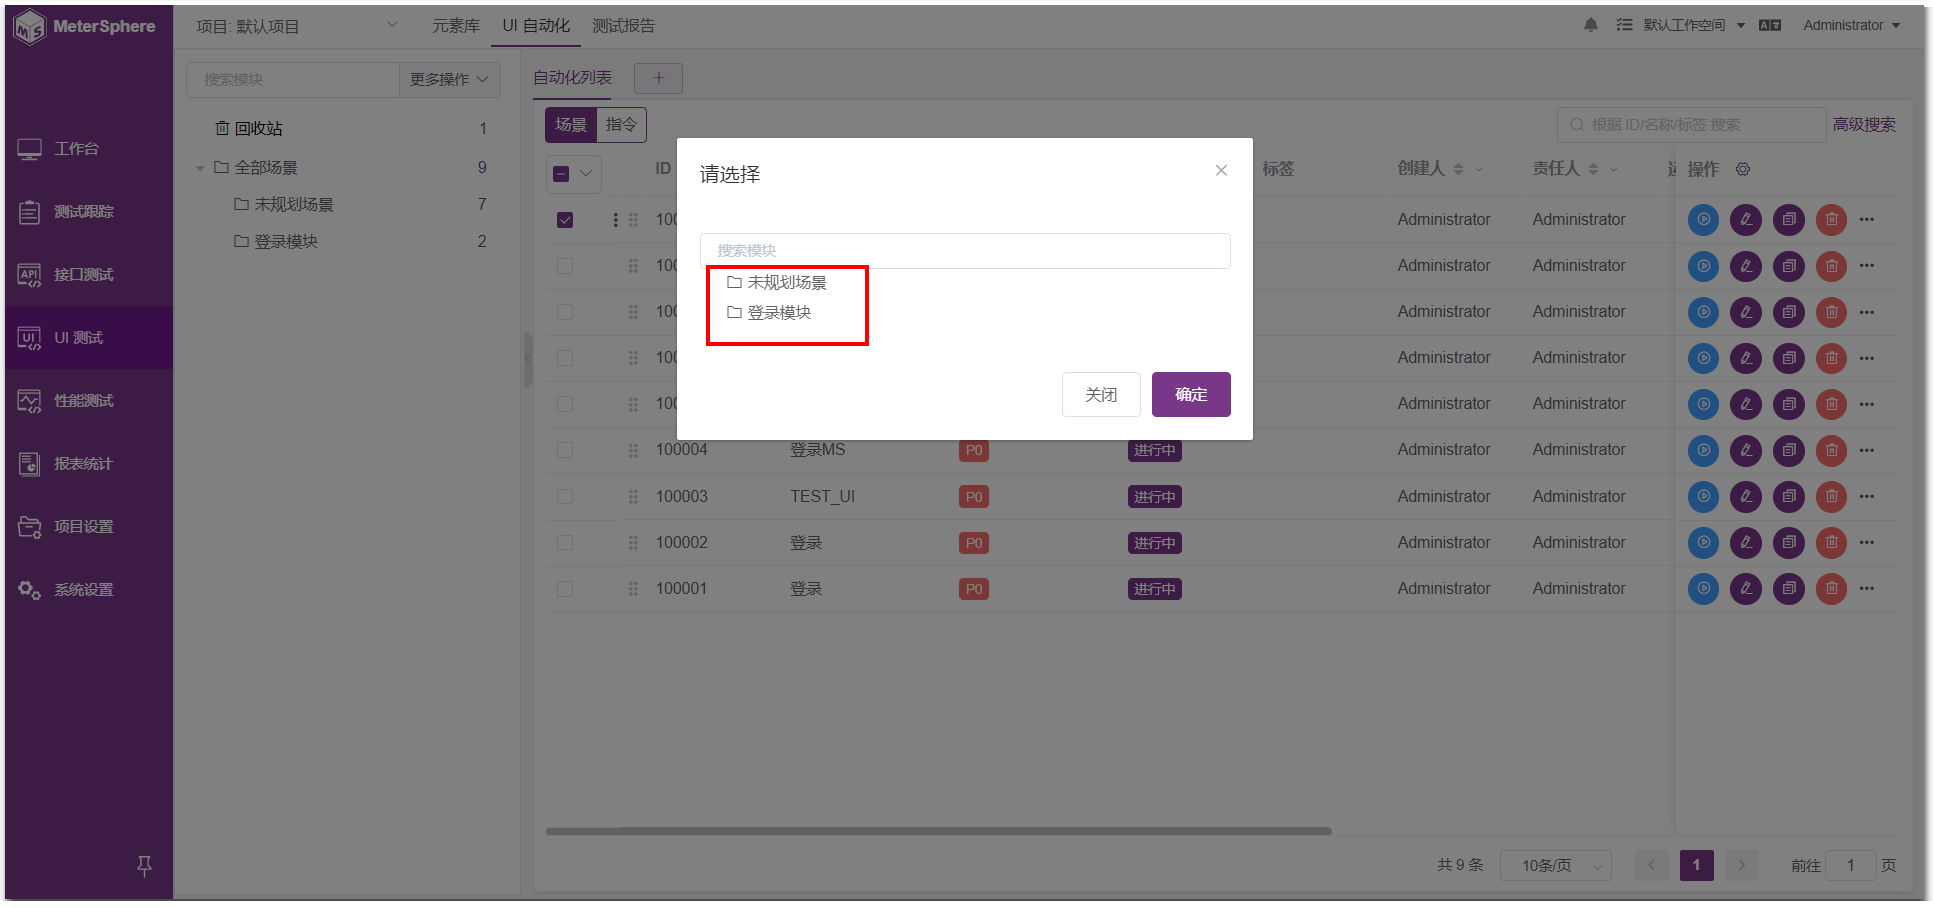 MeterSphere
项目: 默认项目
元素库
UI 自动化
测试报告
默认工作空间
Administrator
工作台
测试跟踪
接口测试
UI 测试
性能测试
报表统计
项目设置
系统设置
搜索模块
更多操作
回收站 1
全部场景 9
未规划场景 7
登录模块 2
自动化列表
+
场景 指令
根据 ID/名称/标签 搜索
高级搜索
ID 标签 创建人 责任人 操作
100 Administrator Administrator
100 Administrator Administrator
100 Administrator Administrator
100 Administrator Administrator
100 Administrator Administrator
100004 登录MS P0 进行中 Administrator Administrator
100003 TEST_UI P0 进行中 Administrator Administrator
100002 登录 P0 进行中 Administrator Administrator
100001 登录 P0 进行中 Administrator Administrator
请选择
搜索模块
未规划场景
登录模块
关闭 确定
共 9 条 10条/页 1 前往 1 页